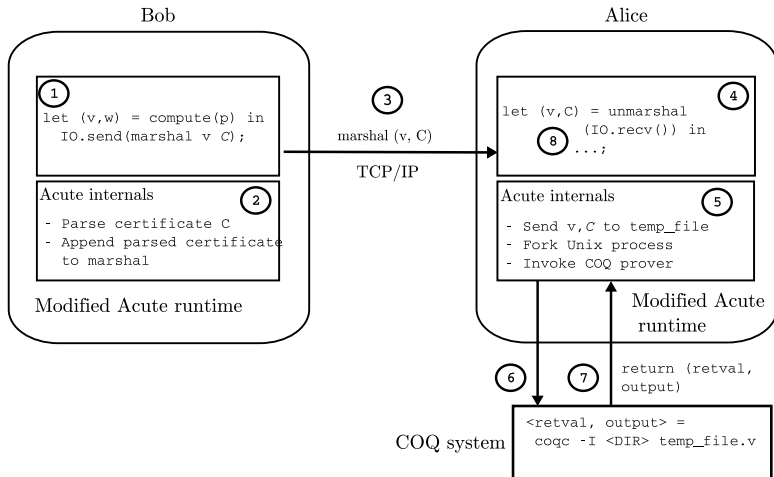 Bob
Alice
1
let (v,w) = compute(p) in
IO.send(marshal v C);
3
marshal (v, C)
TCP/IP
4
let (v,C) = unmarshal
(IO.recv()) in
8
...;
Acute internals
2
- Parse certificate C
- Append parsed certificate
to marshal
Modified Acute runtime
Acute internals
5
- Send v,C to temp_file
- Fork Unix process
- Invoke COQ prover
Modified Acute
runtime
6
7
return (retval,
output)
COQ system
<retval, output> =
coqc -I <DIR> temp_file.v